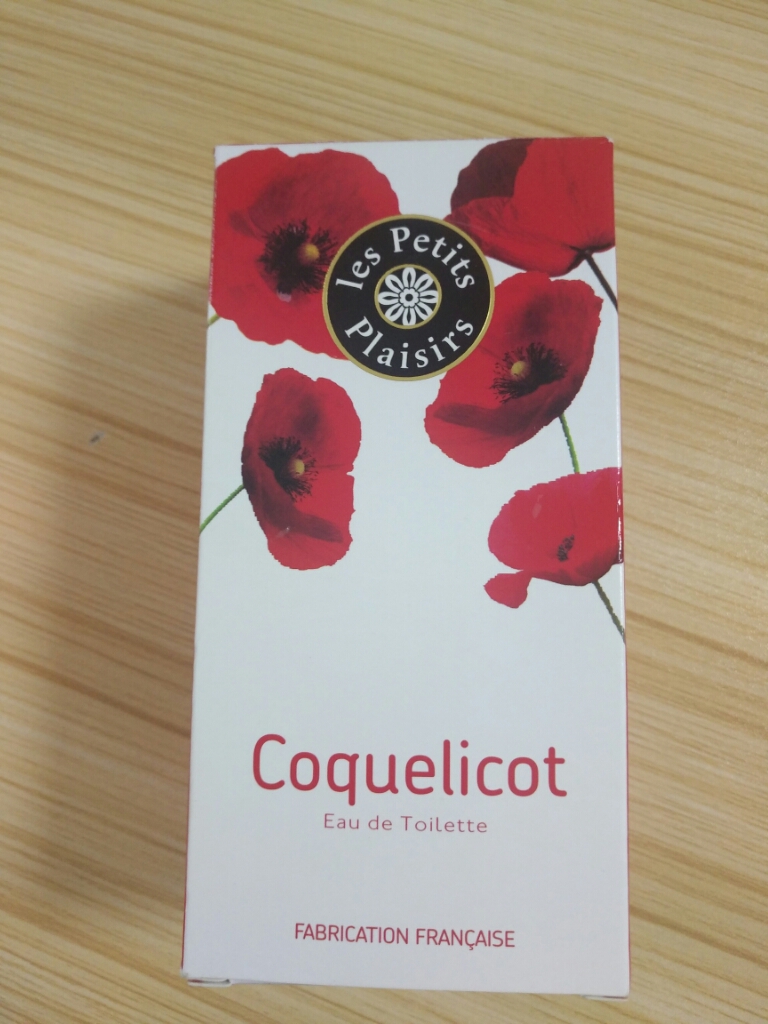 les Petits
Plaisirs
Coquelicot
Eau de Toilette
FABRICATION FRANÇAISE